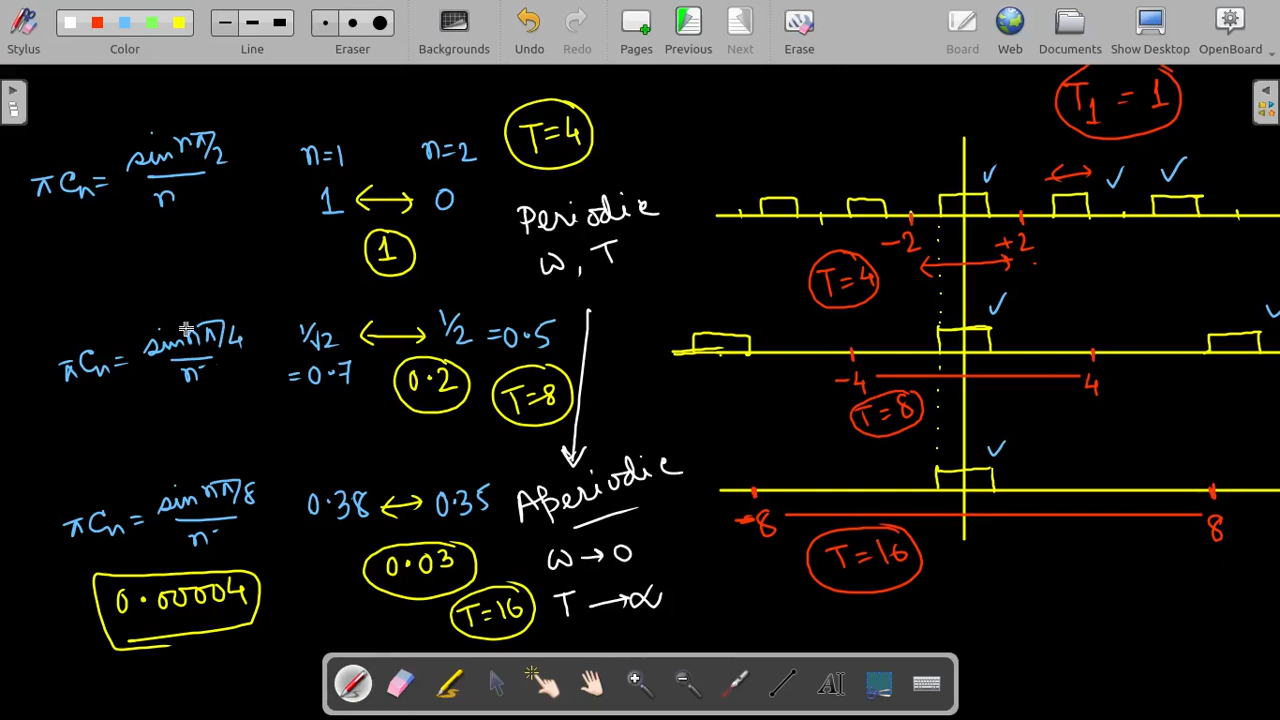 Stylus
Color
Line
Eraser
Backgrounds
Undo
Redo
Pages
Previous
Next
Erase
Board
Web
Documents
Show Desktop
OpenBoard
πCn = sin nπ/2 / n
n=1
n=2
T=4
1 ↔ 0
1
Periodic
ω, T
πCn = sin nπ/4 / n
1/√2 ↔ 1/2 = 0.5
= 0.7
0.2
T=8
Aperiodic
ω → 0
T → ∝
πCn = sin nπ/8 / n
0.38 ↔ 0.35
0.03
T=16
0.00004
T1 = 1
-2
+2
T=4
-4
4
T=8
-8
8
T=16
AI